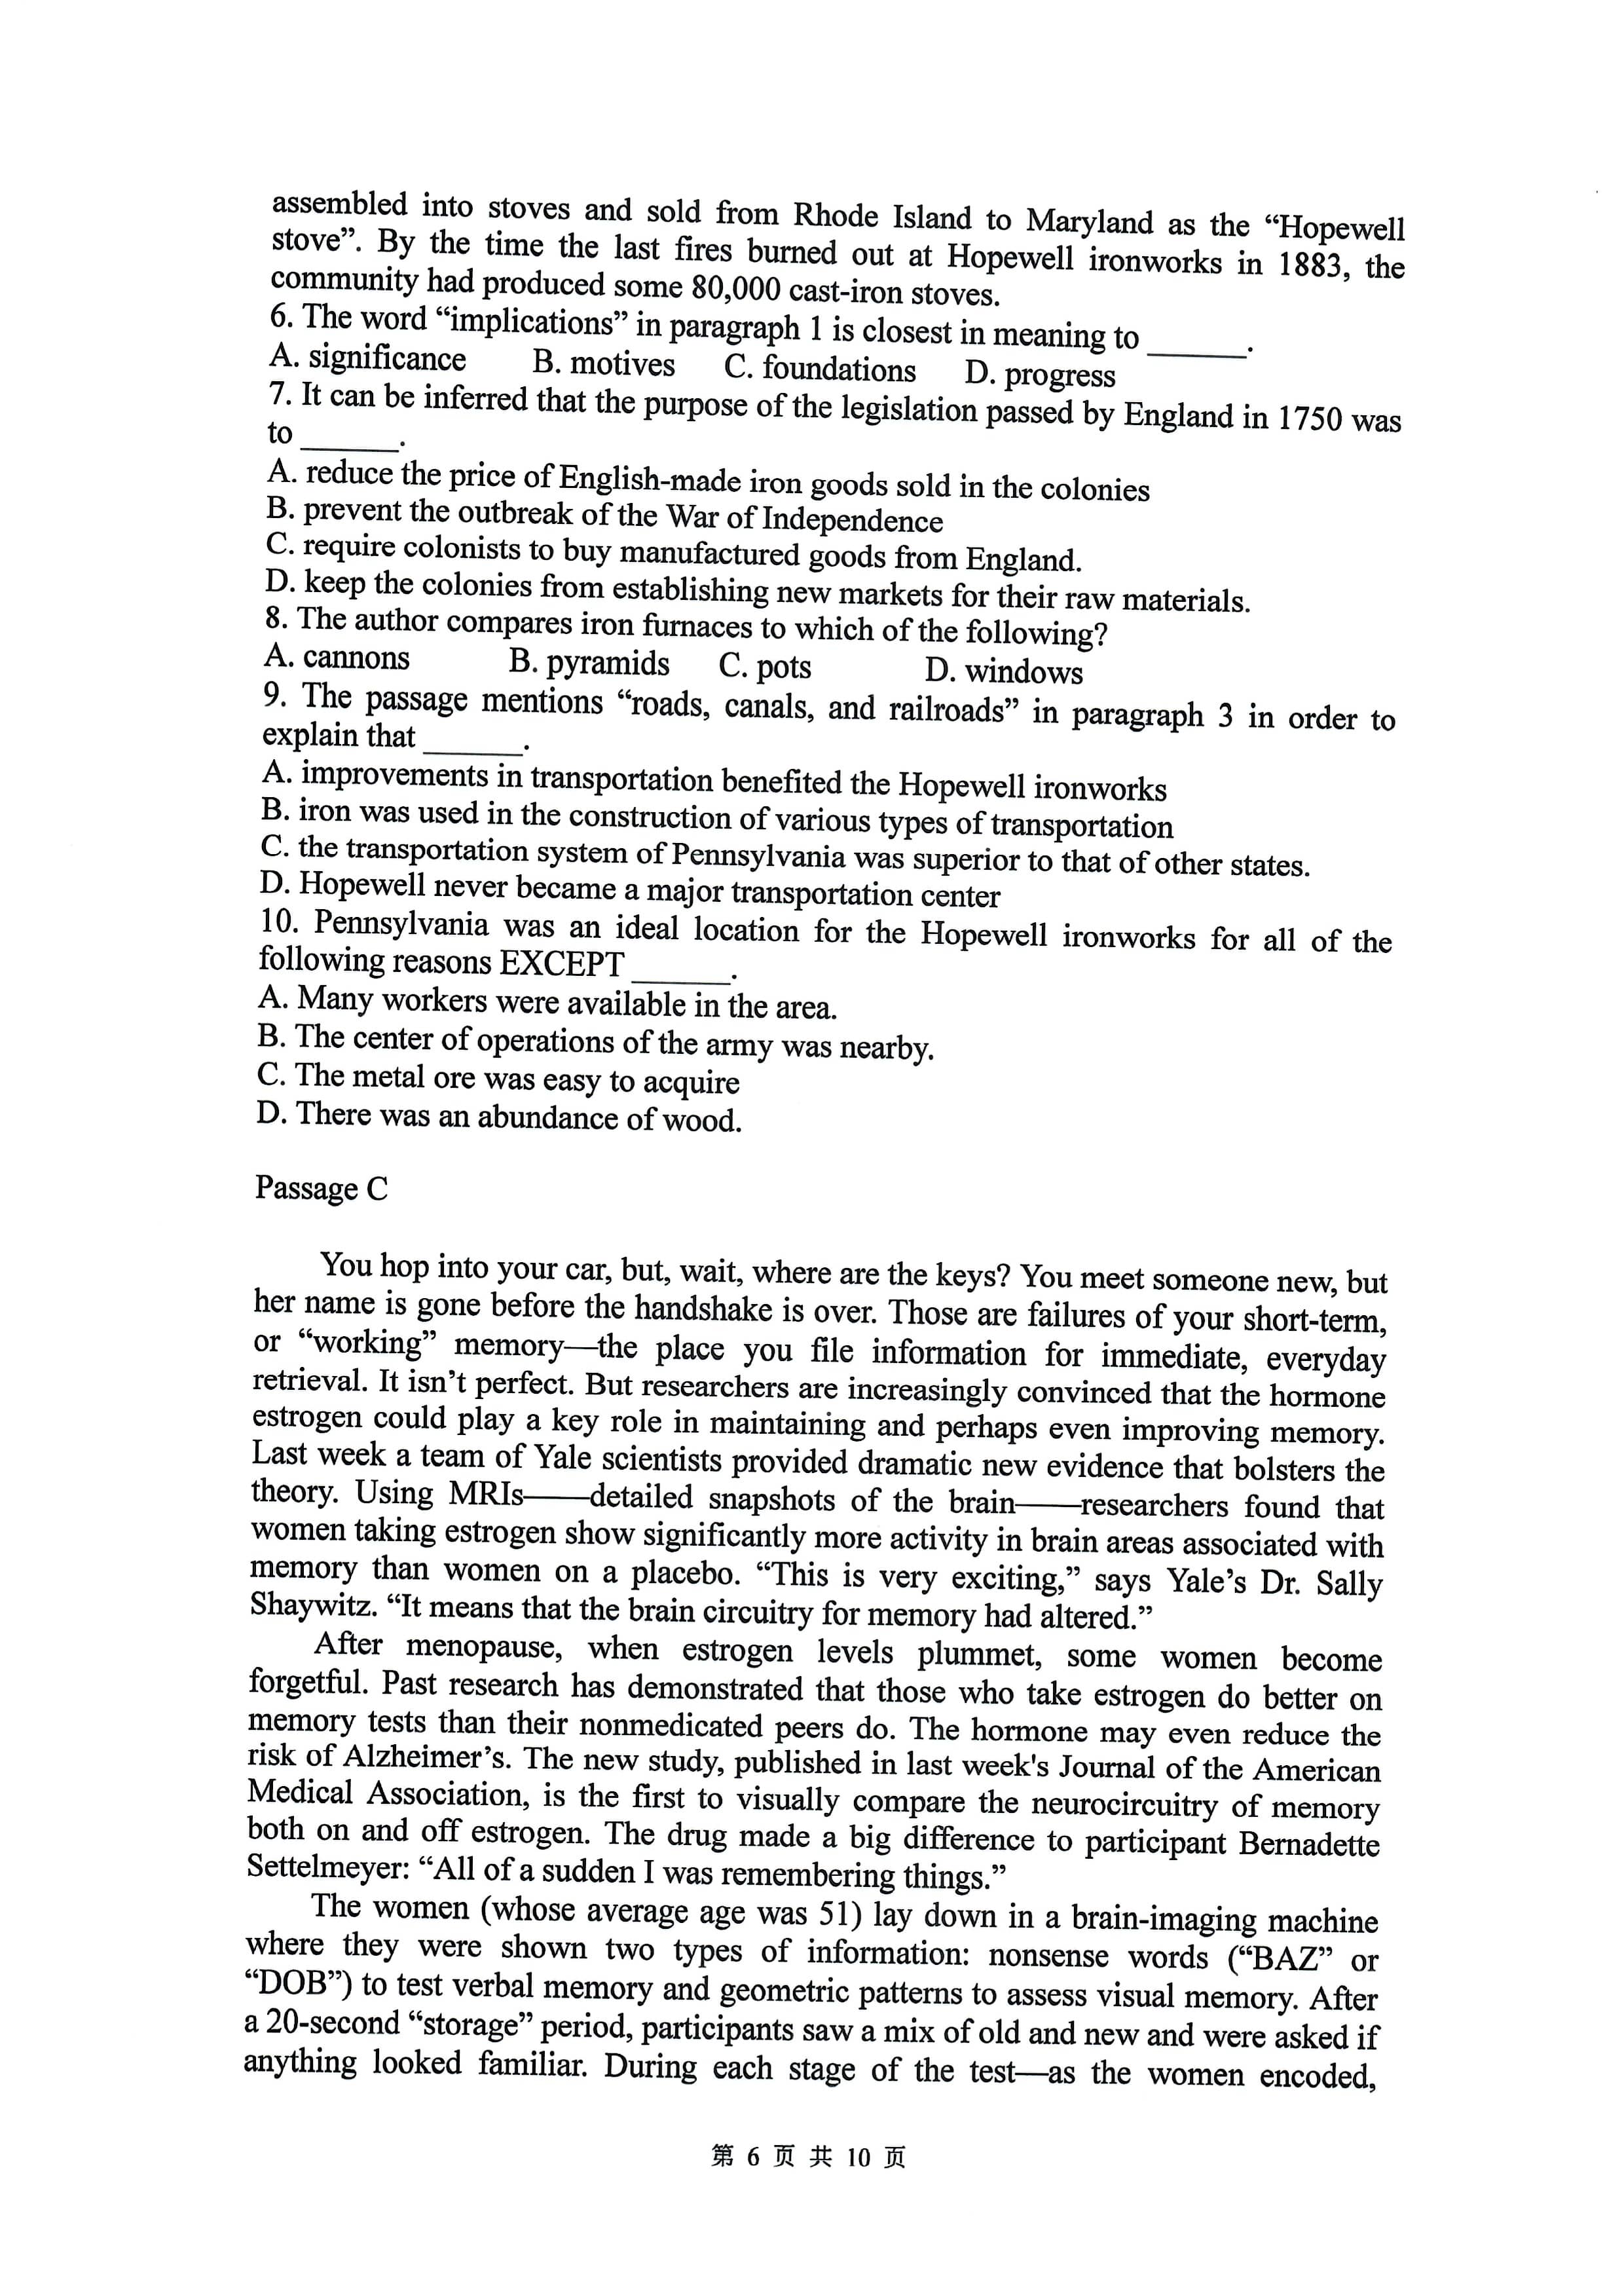 assembled into stoves and sold from Rhode Island to Maryland as the “Hopewell
stove”. By the time the last fires burned out at Hopewell ironworks in 1883, the
community had produced some 80,000 cast-iron stoves.
6. The word “implications” in paragraph 1 is closest in meaning to ______.
A. significance B. motives C. foundations D. progress
7. It can be inferred that the purpose of the legislation passed by England in 1750 was
to ______.
A. reduce the price of English-made iron goods sold in the colonies
B. prevent the outbreak of the War of Independence
C. require colonists to buy manufactured goods from England.
D. keep the colonies from establishing new markets for their raw materials.
8. The author compares iron furnaces to which of the following?
A. cannons B. pyramids C. pots D. windows
9. The passage mentions “roads, canals, and railroads” in paragraph 3 in order to
explain that ______.
A. improvements in transportation benefited the Hopewell ironworks
B. iron was used in the construction of various types of transportation
C. the transportation system of Pennsylvania was superior to that of other states.
D. Hopewell never became a major transportation center
10. Pennsylvania was an ideal location for the Hopewell ironworks for all of the
following reasons EXCEPT ______.
A. Many workers were available in the area.
B. The center of operations of the army was nearby.
C. The metal ore was easy to acquire
D. There was an abundance of wood.
Passage C
You hop into your car, but, wait, where are the keys? You meet someone new, but
her name is gone before the handshake is over. Those are failures of your short-term,
or “working” memory—the place you file information for immediate, everyday
retrieval. It isn’t perfect. But researchers are increasingly convinced that the hormone
estrogen could play a key role in maintaining and perhaps even improving memory.
Last week a team of Yale scientists provided dramatic new evidence that bolsters the
theory. Using MRIs——detailed snapshots of the brain——researchers found that
women taking estrogen show significantly more activity in brain areas associated with
memory than women on a placebo. “This is very exciting,” says Yale’s Dr. Sally
Shaywitz. “It means that the brain circuitry for memory had altered.”
After menopause, when estrogen levels plummet, some women become
forgetful. Past research has demonstrated that those who take estrogen do better on
memory tests than their nonmedicated peers do. The hormone may even reduce the
risk of Alzheimer’s. The new study, published in last week's Journal of the American
Medical Association, is the first to visually compare the neurocircuitry of memory
both on and off estrogen. The drug made a big difference to participant Bernadette
Settelmeyer: “All of a sudden I was remembering things.”
The women (whose average age was 51) lay down in a brain-imaging machine
where they were shown two types of information: nonsense words (“BAZ” or
“DOB”) to test verbal memory and geometric patterns to assess visual memory. After
a 20-second “storage” period, participants saw a mix of old and new and were asked if
anything looked familiar. During each stage of the test—as the women encoded,
第 6 页 共 10 页